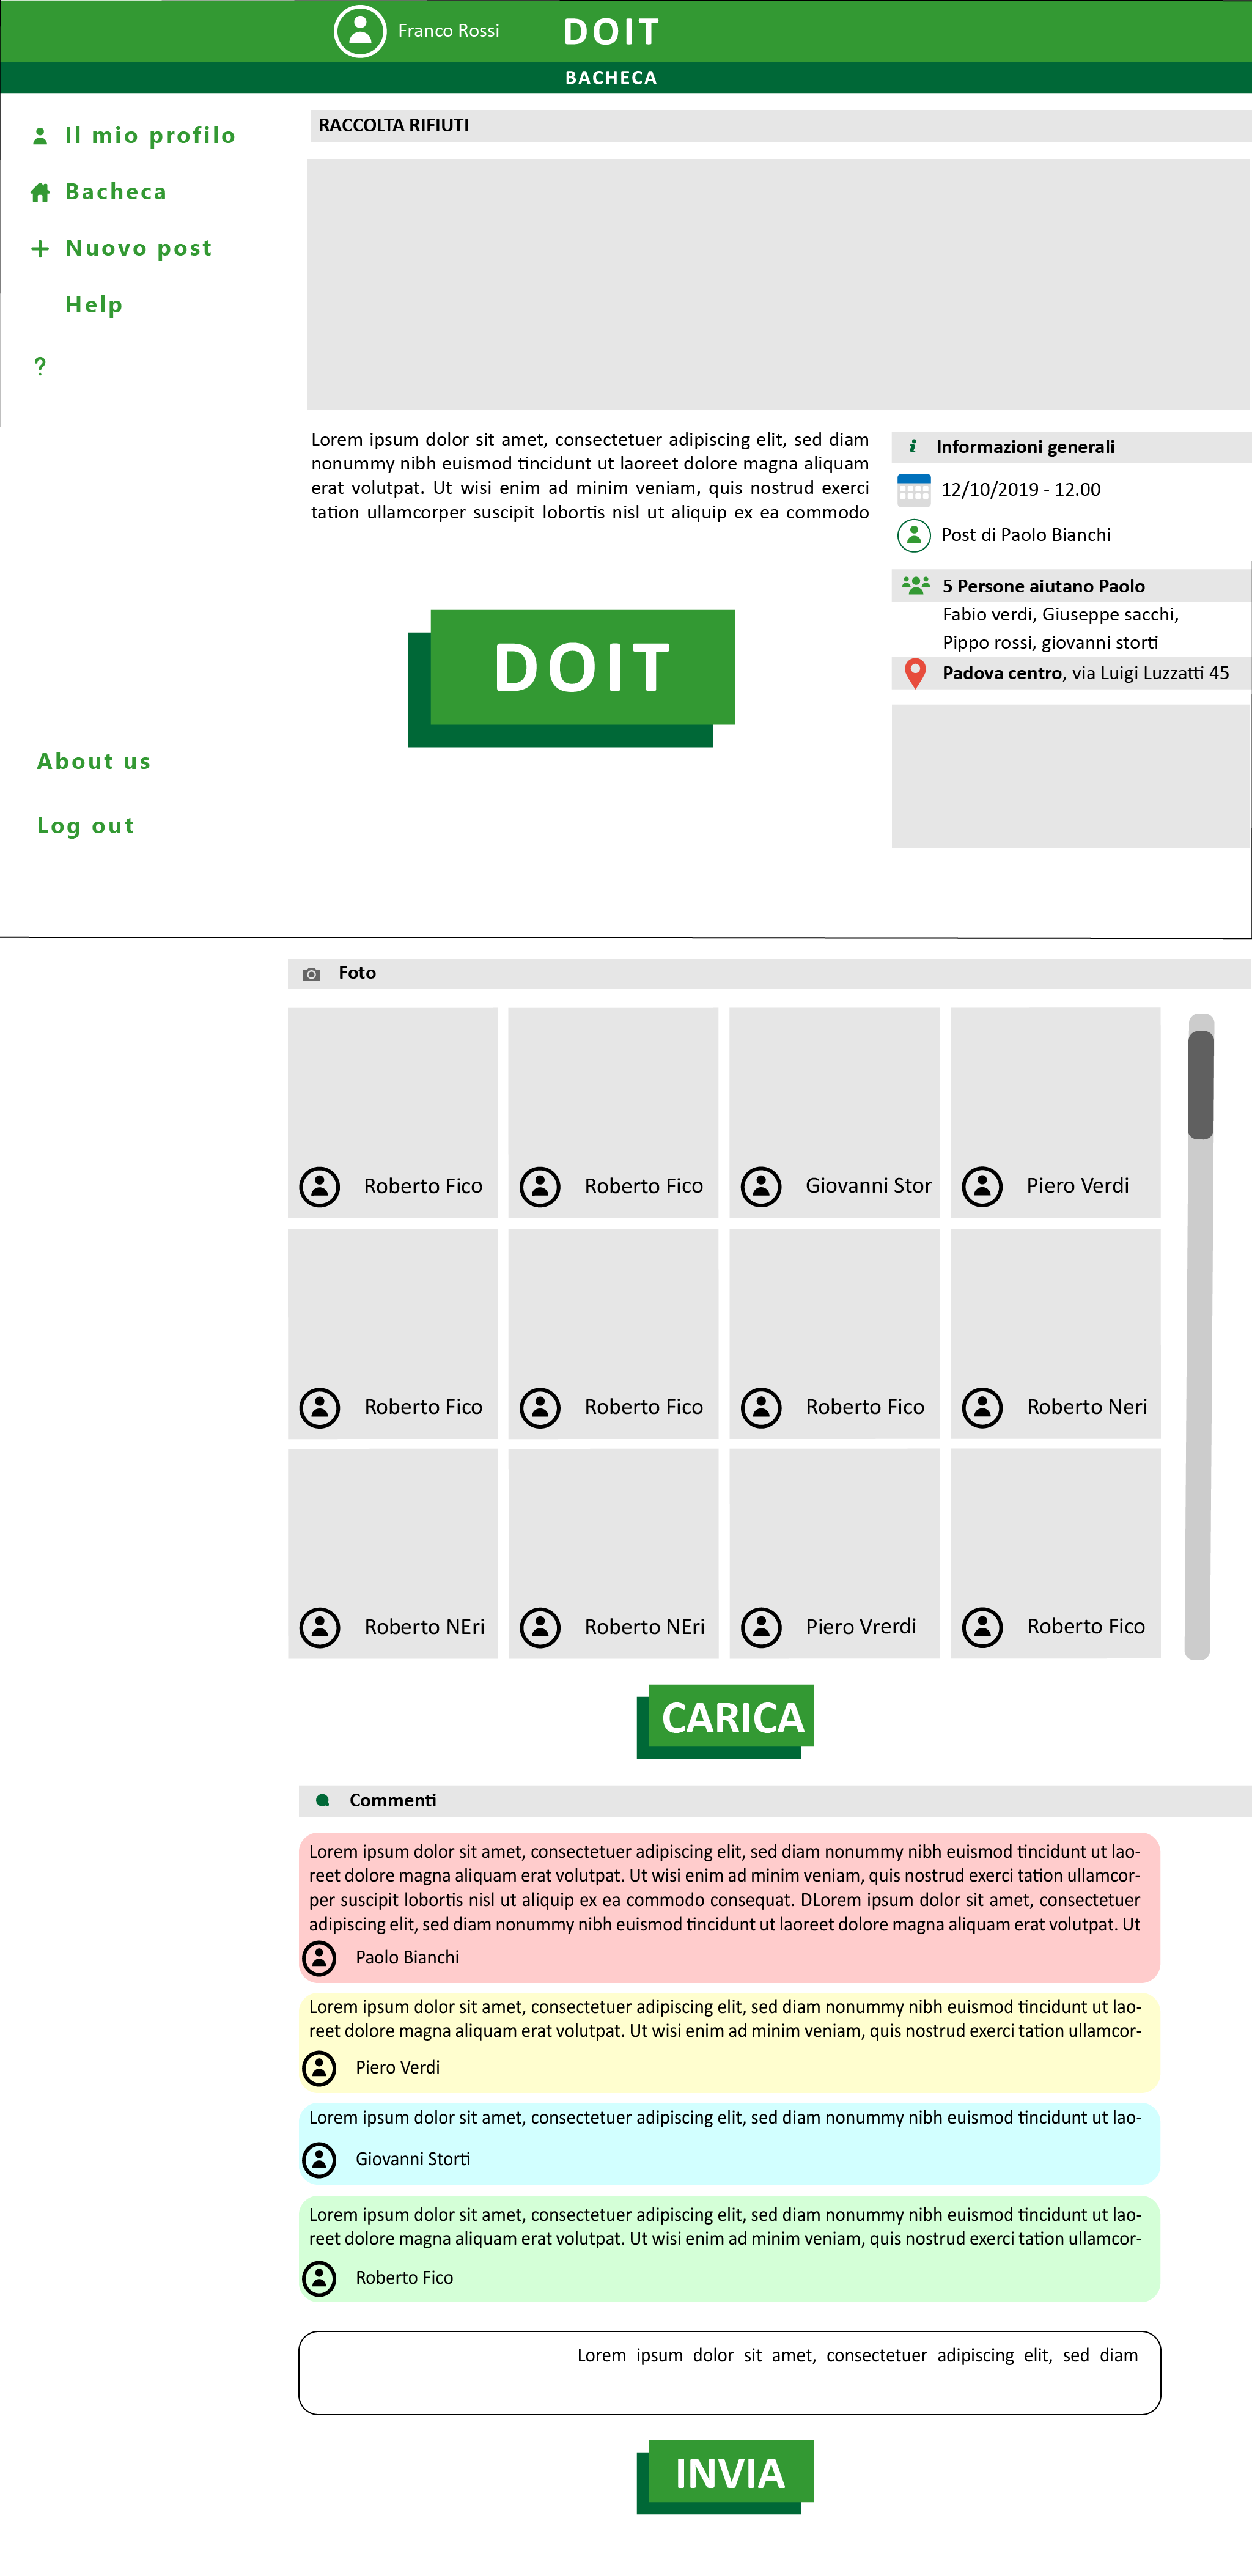 Franco Rossi
DOIT
BACHECA
Il mio profilo
Bacheca
Nuovo post
Help
?
About us
Log out
RACCOLTA RIFIUTI
Lorem ipsum dolor sit amet, consectetuer adipiscing elit, sed diam
nonummy nibh euismod tincidunt ut laoreet dolore magna aliquam
erat volutpat. Ut wisi enim ad minim veniam, quis nostrud exerci
tation ullamcorper suscipit lobortis nisl ut aliquip ex ea commodo
DOIT
i Informazioni generali
12/10/2019 - 12.00
Post di Paolo Bianchi
5 Persone aiutano Paolo
Fabio verdi, Giuseppe sacchi,
Pippo rossi, giovanni storti
Padova centro, via Luigi Luzzatti 45
Foto
Roberto Fico
Roberto Fico
Giovanni Stor
Piero Verdi
Roberto Fico
Roberto Fico
Roberto Fico
Roberto Neri
Roberto NEri
Roberto NEri
Piero Vrerdi
Roberto Fico
CARICA
Commenti
Lorem ipsum dolor sit amet, consectetuer adipiscing elit, sed diam nonummy nibh euismod tincidunt ut lao-
reet dolore magna aliquam erat volutpat. Ut wisi enim ad minim veniam, quis nostrud exerci tation ullamcor-
per suscipit lobortis nisl ut aliquip ex ea commodo consequat. DLorem ipsum dolor sit amet, consectetuer
adipiscing elit, sed diam nonummy nibh euismod tincidunt ut laoreet dolore magna aliquam erat volutpat. Ut
Paolo Bianchi
Lorem ipsum dolor sit amet, consectetuer adipiscing elit, sed diam nonummy nibh euismod tincidunt ut lao-
reet dolore magna aliquam erat volutpat. Ut wisi enim ad minim veniam, quis nostrud exerci tation ullamcor-
Piero Verdi
Lorem ipsum dolor sit amet, consectetuer adipiscing elit, sed diam nonummy nibh euismod tincidunt ut lao-
Giovanni Storti
Lorem ipsum dolor sit amet, consectetuer adipiscing elit, sed diam nonummy nibh euismod tincidunt ut lao-
reet dolore magna aliquam erat volutpat. Ut wisi enim ad minim veniam, quis nostrud exerci tation ullamcor-
Roberto Fico
Lorem ipsum dolor sit amet, consectetuer adipiscing elit, sed diam
INVIA